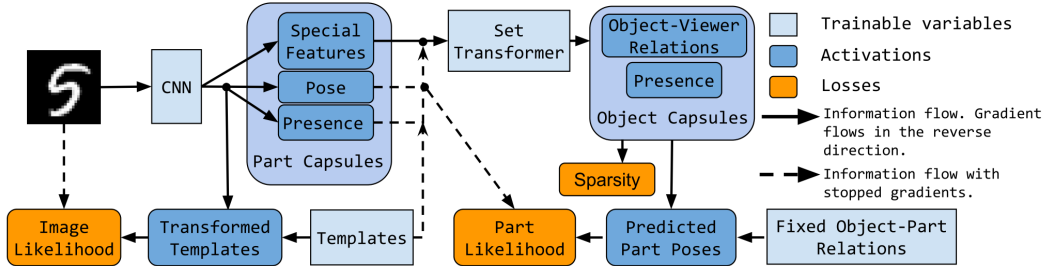 CNN
Special
Features
Pose
Presence
Part Capsules
Set
Transformer
Object-Viewer
Relations
Presence
Object Capsules
Trainable variables
Activations
Losses
Information flow. Gradient
flows in the reverse
direction.
Information flow with
stopped gradients.
Sparsity
Image
Likelihood
Transformed
Templates
Templates
Part
Likelihood
Predicted
Part Poses
Fixed Object-Part
Relations
5